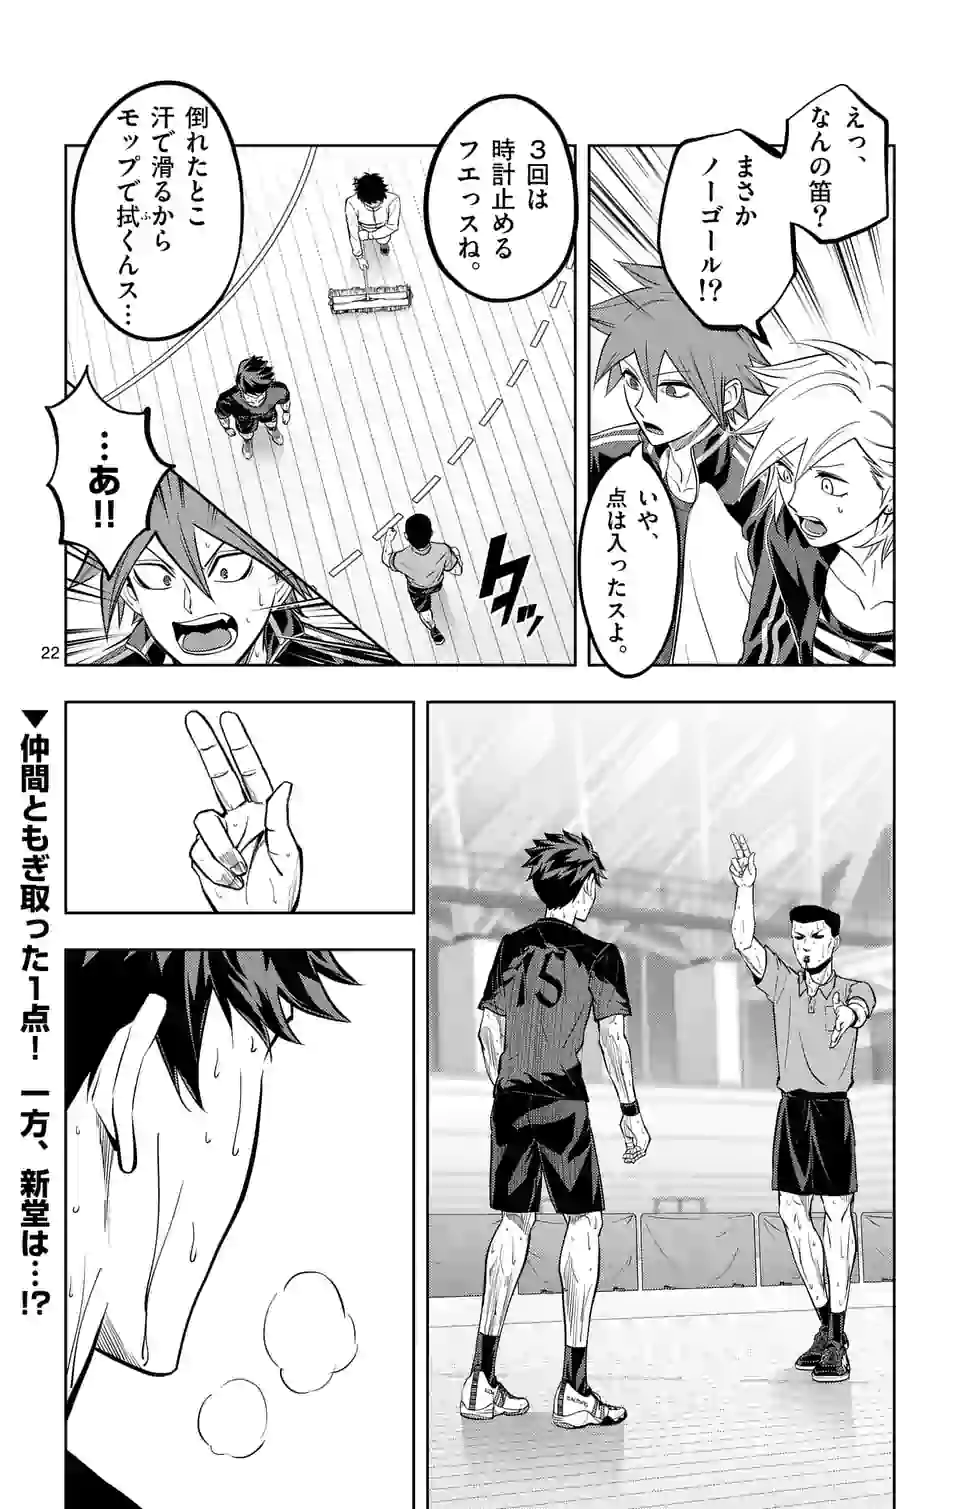 えっ、
なんの笛?
まさか
ノーゴール!?
いや、
点は入ったスよ。
3回は
時計止める
フエっスね。
倒れたとこ
汗で滑るから
モップで拭くんス…
ふ
…あ!!
タッ
22
15
▼仲間ともぎ取った1点! 一方、新堂は…!?